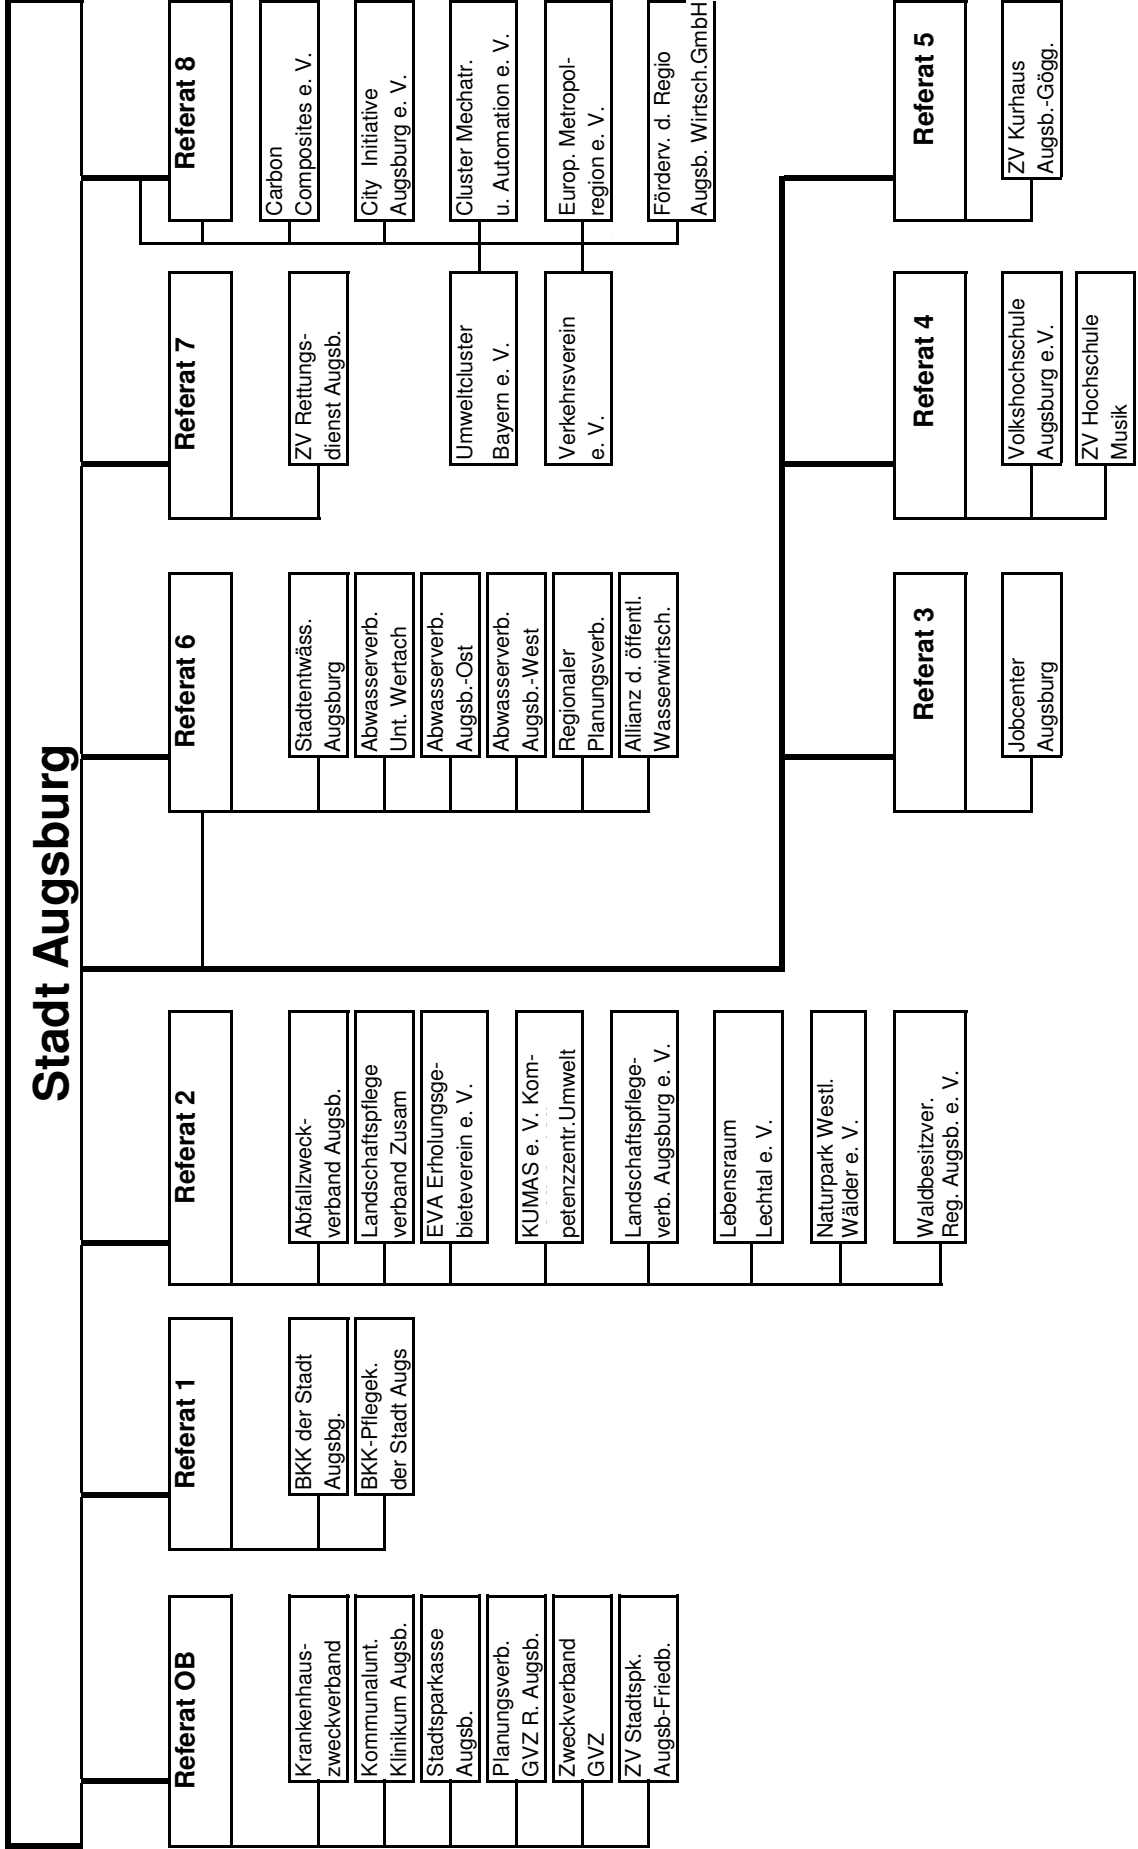 Stadt Augsburg
Referat OB
Krankenhaus-
zweckverband
Kommunalunt.
Klinikum Augsb.
Stadtsparkasse
Augsb.
Planungsverb.
GVZ R. Augsb.
Zweckverband
GVZ
ZV Stadtspk.
Augsb-Friedb.
Referat 1
BKK der Stadt
Augsbg.
BKK-Pflegek.
der Stadt Augs
Referat 2
Abfallzweck-
verband Augsb.
Landschaftspflege
verband Zusam
EVA Erholungsge-
bieteverein e. V.
KUMAS e. V. Kom-
petenzzentr.Umwelt
Landschaftspflege-
verb. Augsburg e. V.
Lebensraum
Lechtal e. V.
Naturpark Westl.
Wälder e. V.
Waldbesitzver.
Reg. Augsb. e. V.
Referat 6
Stadtentwäss.
Augsburg
Abwasserverb.
Unt. Wertach
Abwasserverb.
Augsb.-Ost
Abwasserverb.
Augsb.-West
Regionaler
Planungsverb.
Allianz d. öffentl.
Wasserwirtsch.
Referat 7
ZV Rettungs-
dienst Augsb.
Referat 8
Carbon
Composites e. V.
City Initiative
Augsburg e. V.
Cluster Mechatr.
u. Automation e. V.
Europ. Metropol-
region e. V.
Förderv. d. Regio
Augsb. Wirtsch.GmbH
Umweltcluster
Bayern e. V.
Verkehrsverein
e. V.
Referat 3
Jobcenter
Augsburg
Referat 4
Volkshochschule
Augsburg e.V.
ZV Hochschule
Musik
Referat 5
ZV Kurhaus
Augsb.-Gögg.